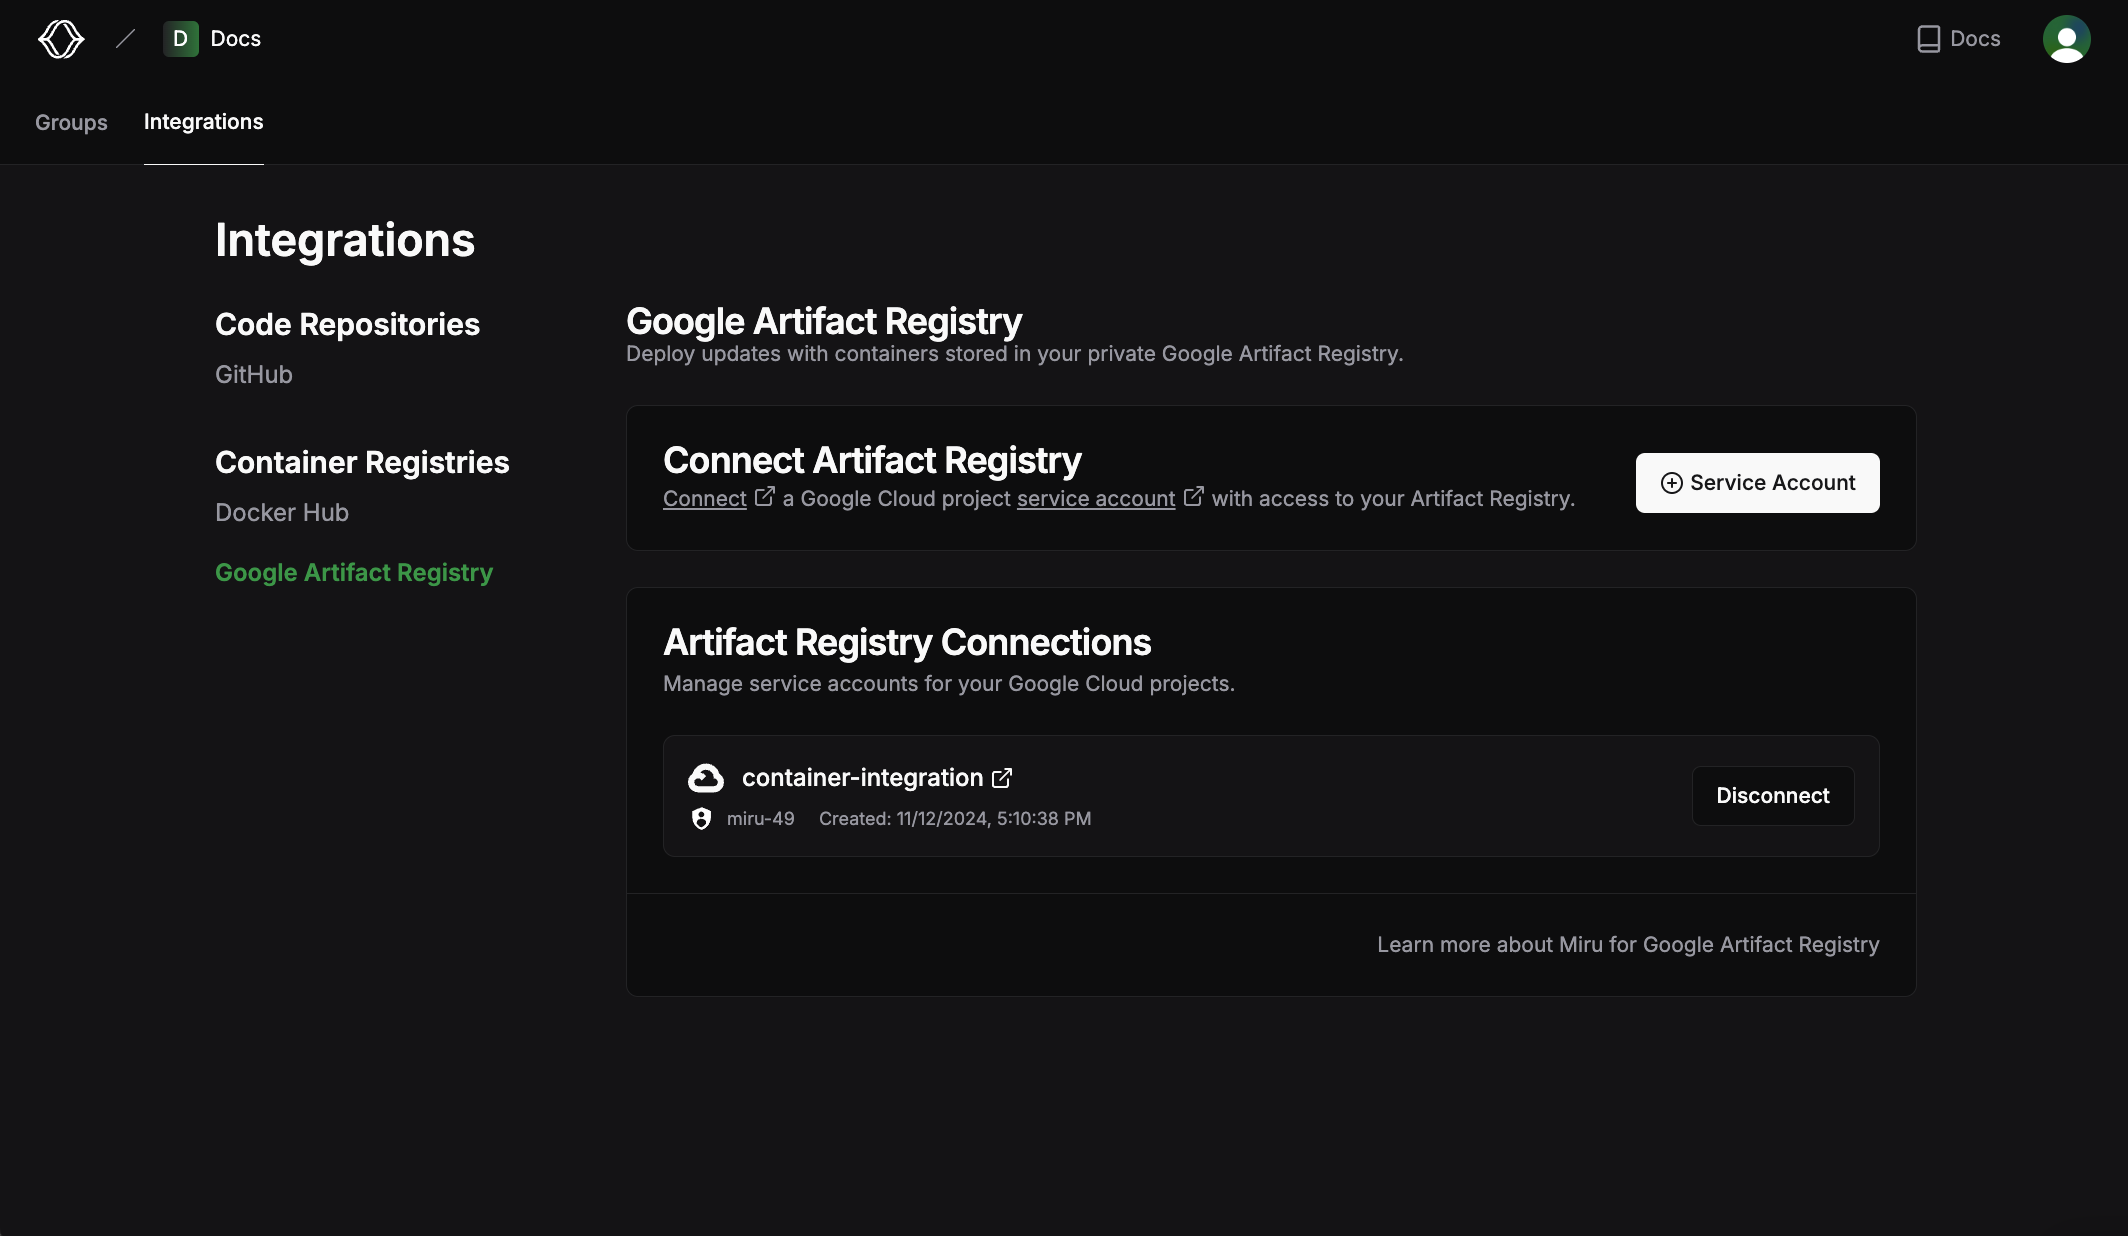 D Docs
Docs
Groups
Integrations
Integrations
Code Repositories
GitHub
Container Registries
Docker Hub
Google Artifact Registry
Google Artifact Registry
Deploy updates with containers stored in your private Google Artifact Registry.
Connect Artifact Registry
Connect a Google Cloud project service account with access to your Artifact Registry.
Service Account
Artifact Registry Connections
Manage service accounts for your Google Cloud projects.
container-integration
miru-49 Created: 11/12/2024, 5:10:38 PM
Disconnect
Learn more about Miru for Google Artifact Registry